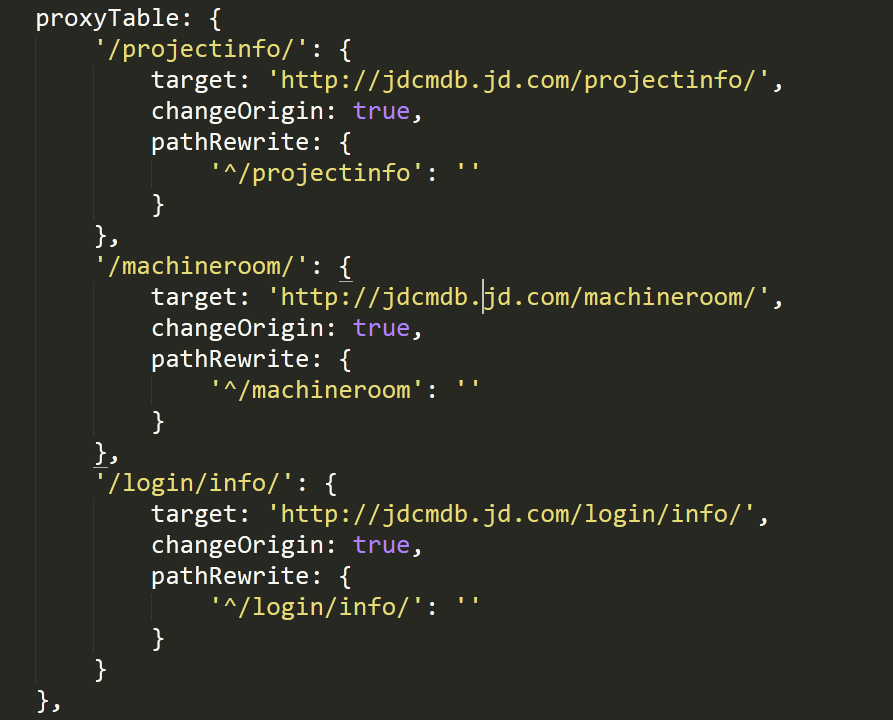 proxyTable: {
'/projectinfo/': {
target: 'http://jdcmdb.jd.com/projectinfo/',
changeOrigin: true,
pathRewrite: {
'^/projectinfo': ''
}
},
'/machineroom/': {
target: 'http://jdcmdb.jd.com/machineroom/',
changeOrigin: true,
pathRewrite: {
'^/machineroom': ''
}
},
'/login/info/': {
target: 'http://jdcmdb.jd.com/login/info/',
changeOrigin: true,
pathRewrite: {
'^/login/info/': ''
}
}
},